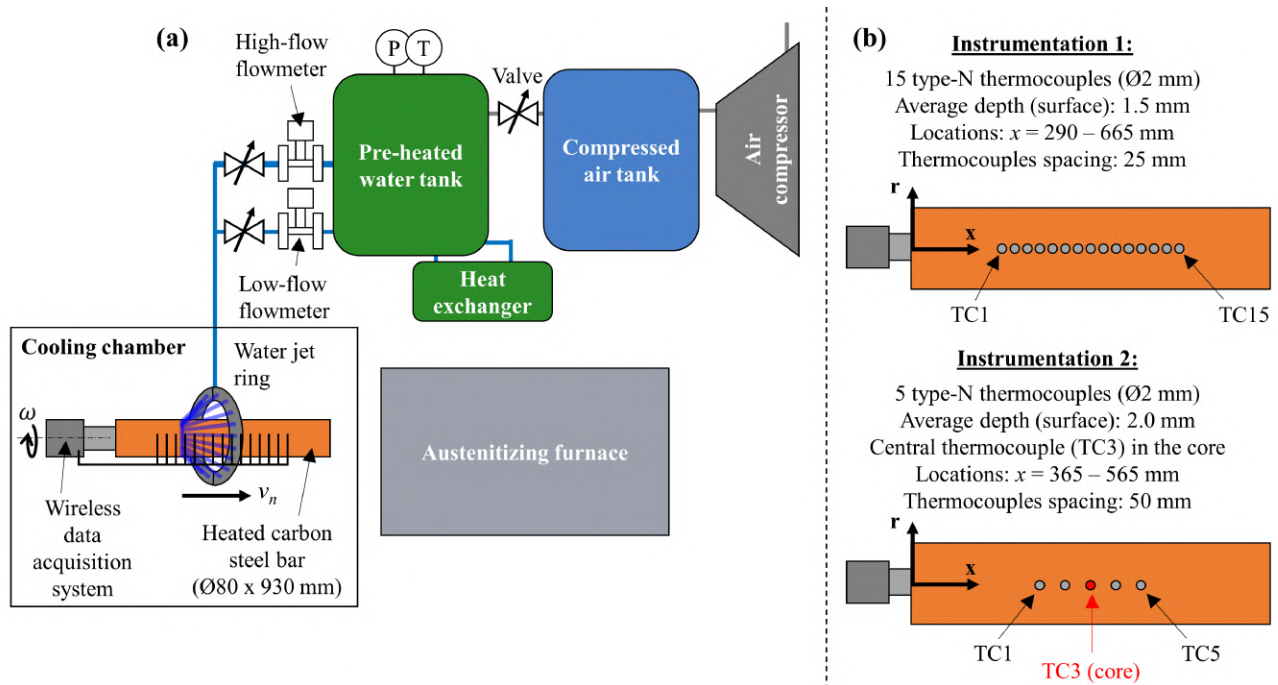 (a)
High-flow
flowmeter
P
T
Valve
Pre-heated
water tank
Compressed
air tank
Air
compressor
Low-flow
flowmeter
Heat
exchanger
Cooling chamber
Water jet
ring
ω
vₙ
Wireless
data
acquisition
system
Heated carbon
steel bar
(Ø80 x 930 mm)
Austenitizing furnace
(b)
Instrumentation 1:
15 type-N thermocouples (Ø2 mm)
Average depth (surface): 1.5 mm
Locations: x = 290 – 665 mm
Thermocouples spacing: 25 mm
r
x
TC1
TC15
Instrumentation 2:
5 type-N thermocouples (Ø2 mm)
Average depth (surface): 2.0 mm
Central thermocouple (TC3) in the core
Locations: x = 365 – 565 mm
Thermocouples spacing: 50 mm
r
x
TC1
TC5
TC3 (core)